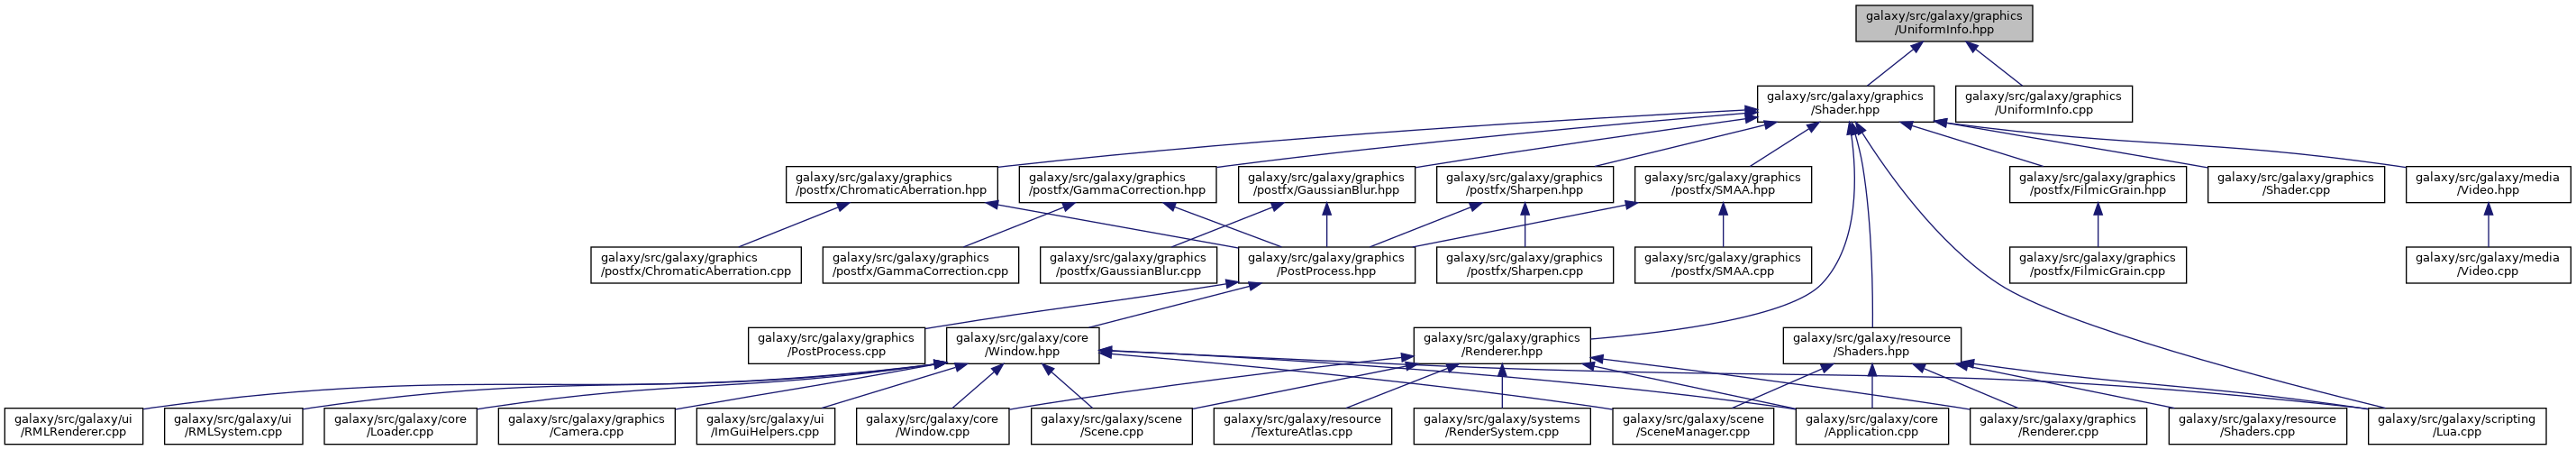 galaxy/src/galaxy/graphics
/UniformInfo.hpp
galaxy/src/galaxy/graphics
/Shader.hpp
galaxy/src/galaxy/graphics
/UniformInfo.cpp
galaxy/src/galaxy/graphics
/postfx/ChromaticAberration.hpp
galaxy/src/galaxy/graphics
/postfx/GammaCorrection.hpp
galaxy/src/galaxy/graphics
/postfx/GaussianBlur.hpp
galaxy/src/galaxy/graphics
/postfx/Sharpen.hpp
galaxy/src/galaxy/graphics
/postfx/SMAA.hpp
galaxy/src/galaxy/graphics
/postfx/FilmicGrain.hpp
galaxy/src/galaxy/graphics
/Shader.cpp
galaxy/src/galaxy/media
/Video.hpp
galaxy/src/galaxy/graphics
/postfx/ChromaticAberration.cpp
galaxy/src/galaxy/graphics
/postfx/GammaCorrection.cpp
galaxy/src/galaxy/graphics
/postfx/GaussianBlur.cpp
galaxy/src/galaxy/graphics
/PostProcess.hpp
galaxy/src/galaxy/graphics
/postfx/Sharpen.cpp
galaxy/src/galaxy/graphics
/postfx/SMAA.cpp
galaxy/src/galaxy/graphics
/postfx/FilmicGrain.cpp
galaxy/src/galaxy/media
/Video.cpp
galaxy/src/galaxy/graphics
/PostProcess.cpp
galaxy/src/galaxy/core
/Window.hpp
galaxy/src/galaxy/graphics
/Renderer.hpp
galaxy/src/galaxy/resource
/Shaders.hpp
galaxy/src/galaxy/ui
/RMLRenderer.cpp
galaxy/src/galaxy/ui
/RMLSystem.cpp
galaxy/src/galaxy/core
/Loader.cpp
galaxy/src/galaxy/graphics
/Camera.cpp
galaxy/src/galaxy/ui
/ImGuiHelpers.cpp
galaxy/src/galaxy/core
/Window.cpp
galaxy/src/galaxy/scene
/Scene.cpp
galaxy/src/galaxy/resource
/TextureAtlas.cpp
galaxy/src/galaxy/systems
/RenderSystem.cpp
galaxy/src/galaxy/scene
/SceneManager.cpp
galaxy/src/galaxy/core
/Application.cpp
galaxy/src/galaxy/graphics
/Renderer.cpp
galaxy/src/galaxy/resource
/Shaders.cpp
galaxy/src/galaxy/scripting
/Lua.cpp